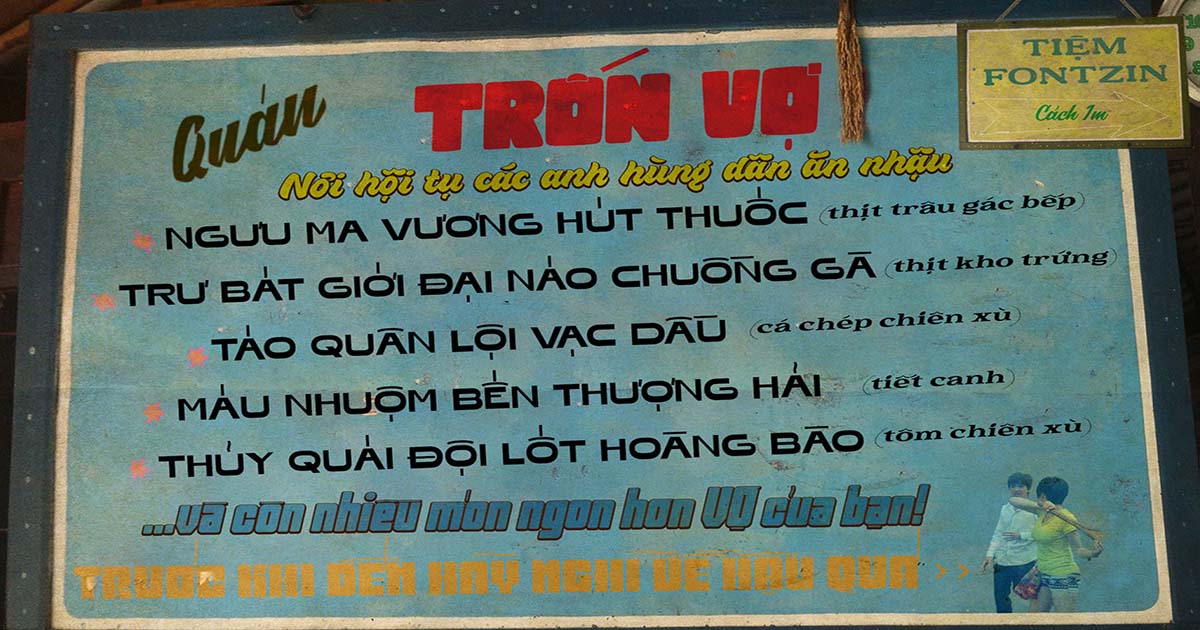 Quán TRỐN VỢ
Nơi hội tụ các anh hùng dân ăn nhậu
NGƯU MA VƯƠNG HÚT THUỐC (thịt trâu gác bếp)
TRƯ BÁT GIỚI ĐẠI NÁO CHUỒNG GÀ (thịt kho trứng)
TÁO QUÂN LỘI VẠC DẦU (cá chép chiên xù)
MÁU NHUỘM BẾN THƯỢNG HẢI (tiết canh)
THỦY QUÁI ĐỘI LỐT HOÀNG BÀO (tôm chiên xù)
...và còn nhiều món ngon hơn VỢ của bạn!
TRƯỚC KHI ĐẾN HÃY NGHĨ VỀ HẬU QUẢ >>
TIỆM
FONTZIN
Cách 1m